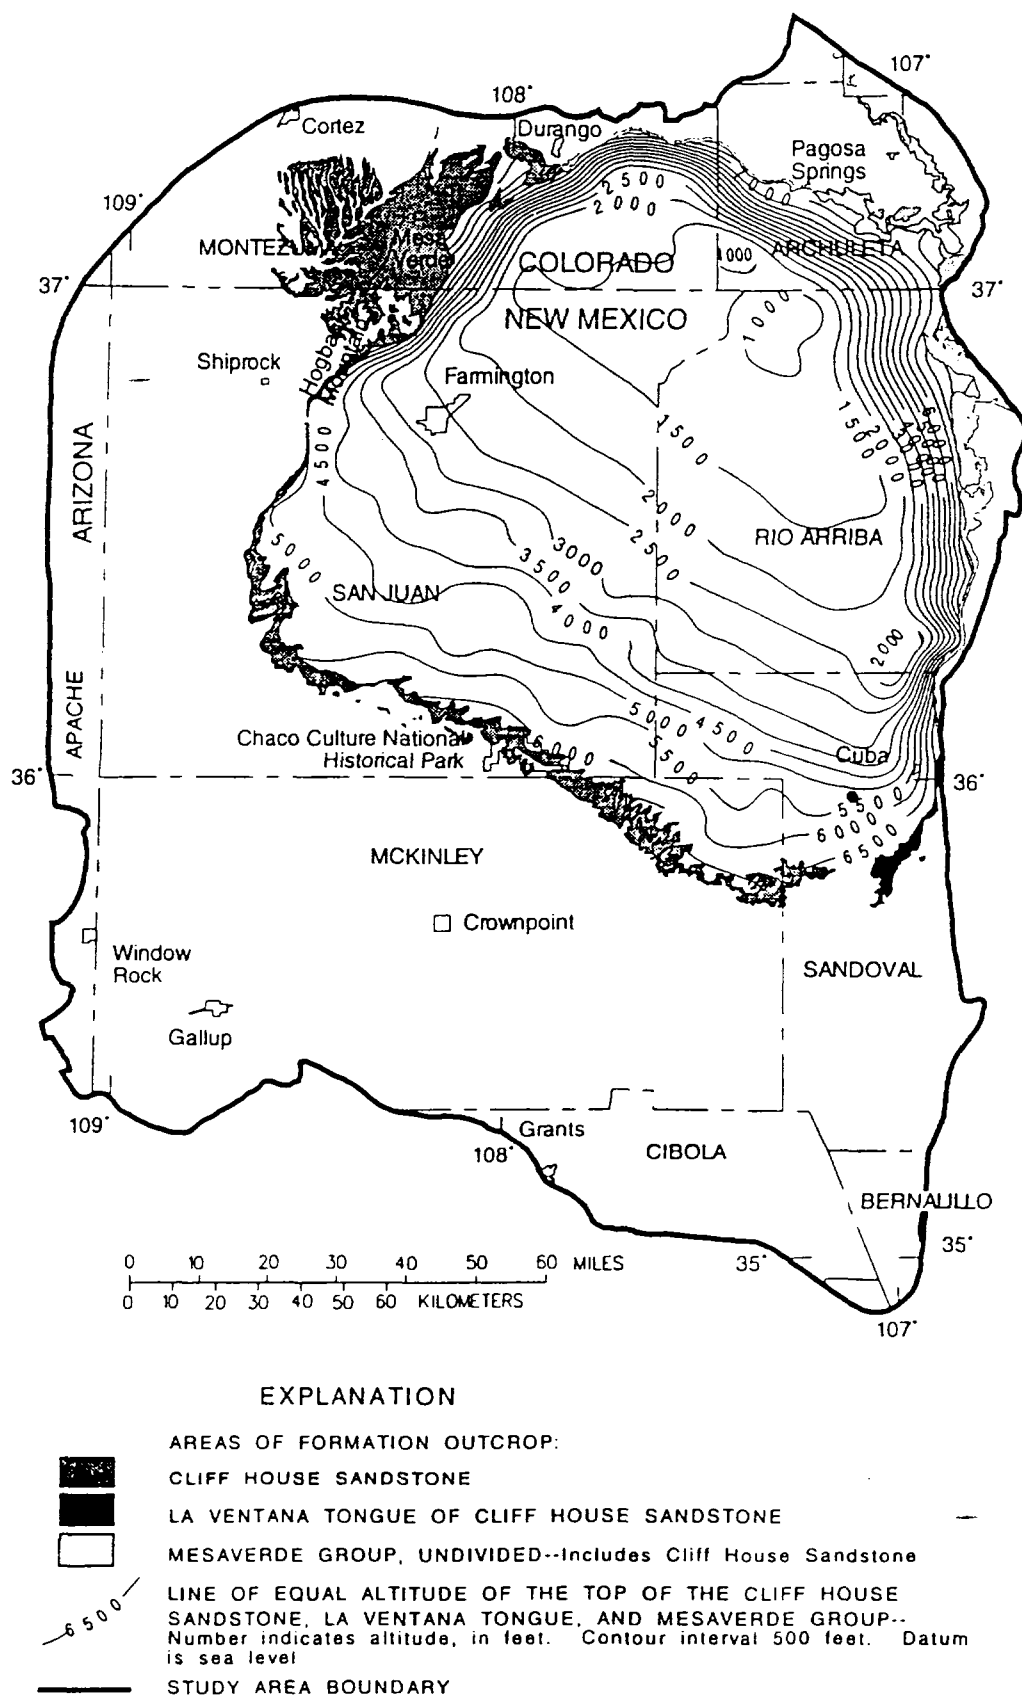 107°
108°
Cortez
Durango
Pagosa
Springs
109°
2500
2000
1000
MONTEZU
Mesa
Verde
COLORADO
1000
ARCHULETA
37°
37°
NEW MEXICO
1000
Hogback
Mountain
Shiprock
Farmington
1500
2000
1500
ARIZONA
4500
2000
RIO ARRIBA
5000
2500
3000
3500
SAN JUAN
4000
2000
APACHE
5000
4500
Chaco Culture National
Historical Park
6000
5500
Cuba
36°
36°
5500
6000
6500
MCKINLEY
Crownpoint
Window
Rock
SANDOVAL
Gallup
109°
Grants
108°
CIBOLA
BERNALILLO
35°
35°
0 10 20 30 40 50 60 MILES
0 10 20 30 40 50 60 KILOMETERS
107°
EXPLANATION
AREAS OF FORMATION OUTCROP:
CLIFF HOUSE SANDSTONE
LA VENTANA TONGUE OF CLIFF HOUSE SANDSTONE
MESAVERDE GROUP, UNDIVIDED--Includes Cliff House Sandstone
6500
LINE OF EQUAL ALTITUDE OF THE TOP OF THE CLIFF HOUSE
SANDSTONE, LA VENTANA TONGUE, AND MESAVERDE GROUP--
Number indicates altitude, in feet. Contour interval 500 feet. Datum
is sea level
STUDY AREA BOUNDARY